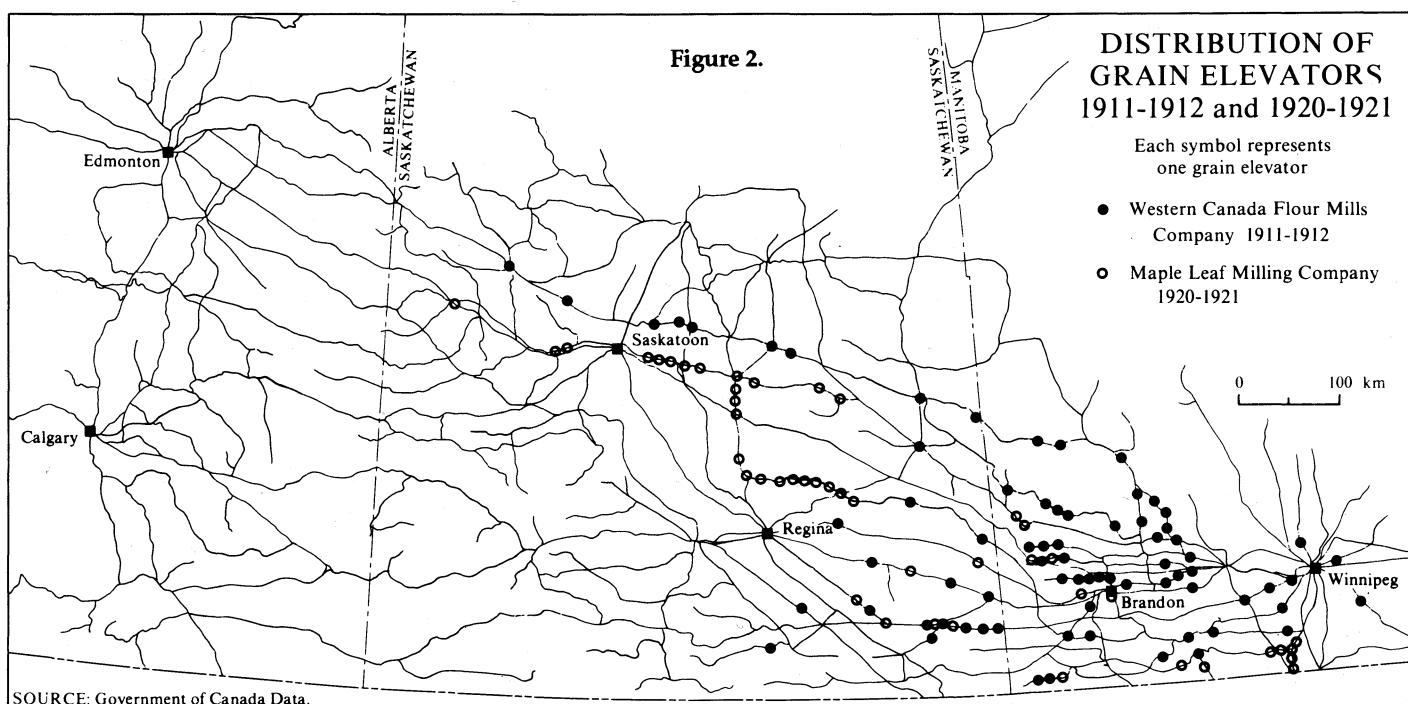 Figure 2.
DISTRIBUTION OF
GRAIN ELEVATORS
1911-1912 and 1920-1921
Each symbol represents
one grain elevator
Western Canada Flour Mills
Company 1911-1912
Maple Leaf Milling Company
1920-1921
ALBERTA
SASKATCHEWAN
SASKATCHEWAN
MANITOBA
Edmonton
Saskatoon
0 100 km
Calgary
Regina
Winnipeg
Brandon
SOURCE: Government of Canada Data.